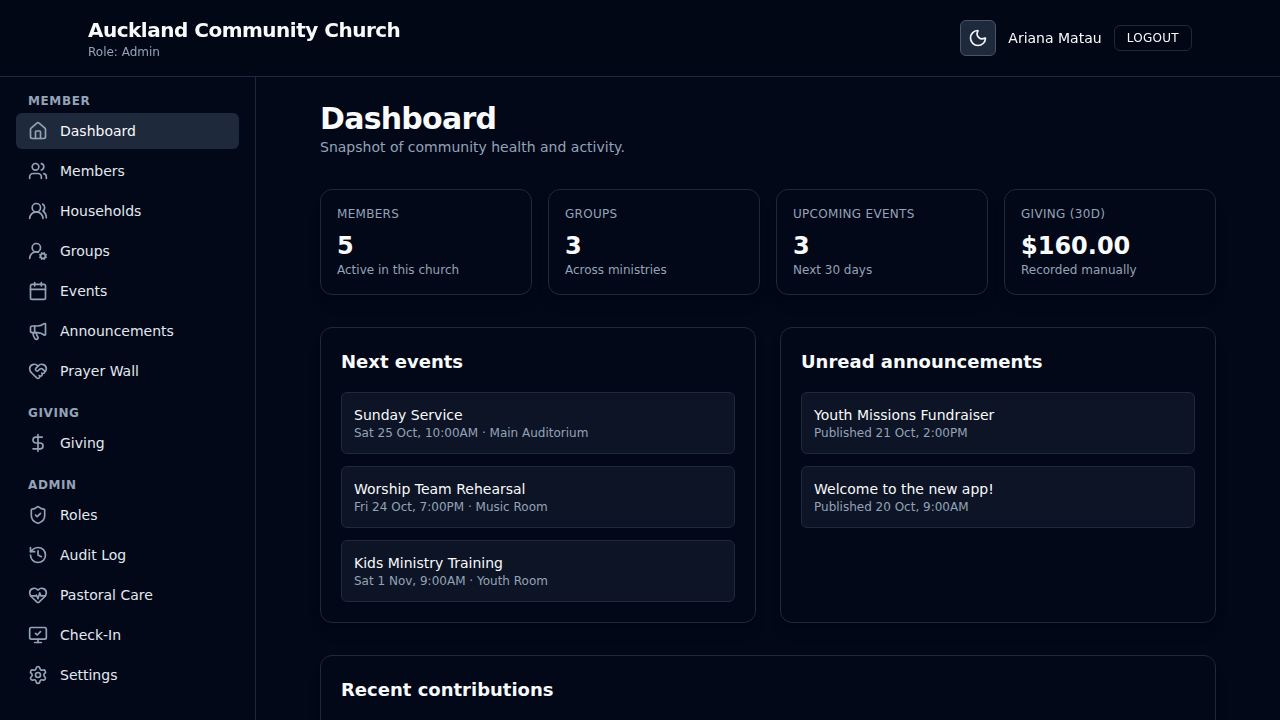 Auckland Community Church
Role: Admin
Ariana Matau
LOGOUT
MEMBER
Dashboard
Members
Households
Groups
Events
Announcements
Prayer Wall
GIVING
Giving
ADMIN
Roles
Audit Log
Pastoral Care
Check-In
Settings
Dashboard
Snapshot of community health and activity.
MEMBERS
5
Active in this church
GROUPS
3
Across ministries
UPCOMING EVENTS
3
Next 30 days
GIVING (30D)
$160.00
Recorded manually
Next events
Sunday Service
Sat 25 Oct, 10:00AM · Main Auditorium
Worship Team Rehearsal
Fri 24 Oct, 7:00PM · Music Room
Kids Ministry Training
Sat 1 Nov, 9:00AM · Youth Room
Unread announcements
Youth Missions Fundraiser
Published 21 Oct, 2:00PM
Welcome to the new app!
Published 20 Oct, 9:00AM
Recent contributions